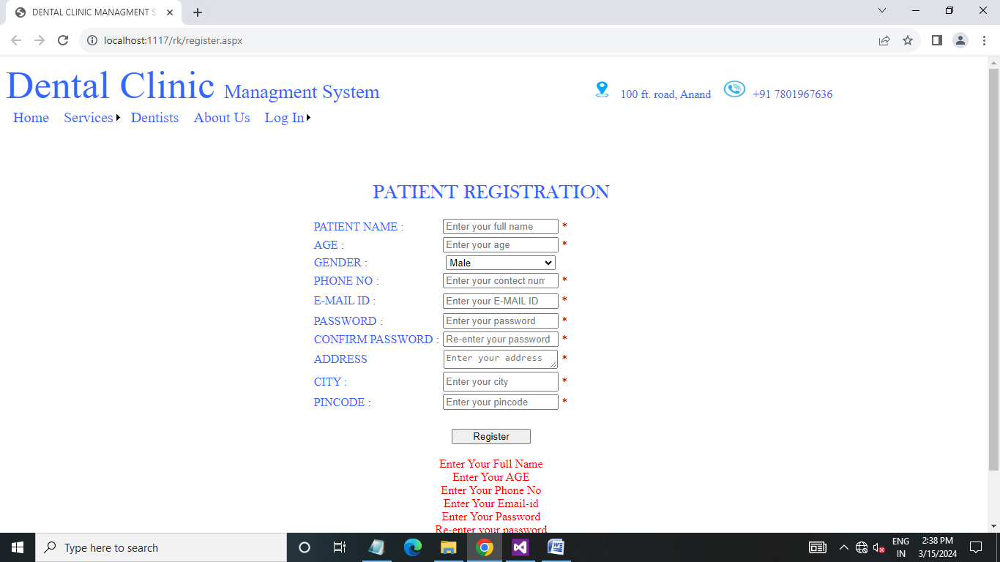 DENTAL CLINIC MANAGMENT S
localhost:1117/rk/register.aspx
Dental Clinic Managment System
100 ft. road, Anand
+91 7801967636
Home Services Dentists About Us Log In
PATIENT REGISTRATION
PATIENT NAME : Enter your full name *
AGE : Enter your age *
GENDER : Male
PHONE NO : Enter your contect num *
E-MAIL ID : Enter your E-MAIL ID *
PASSWORD : Enter your password *
CONFIRM PASSWORD : Re-enter your password *
ADDRESS Enter your address *
CITY : Enter your city *
PINCODE : Enter your pincode *
Register
Enter Your Full Name
Enter Your AGE
Enter Your Phone No
Enter Your Email-id
Enter Your Password
Re-enter your password
Type here to search
ENG
IN
2:38 PM
3/15/2024